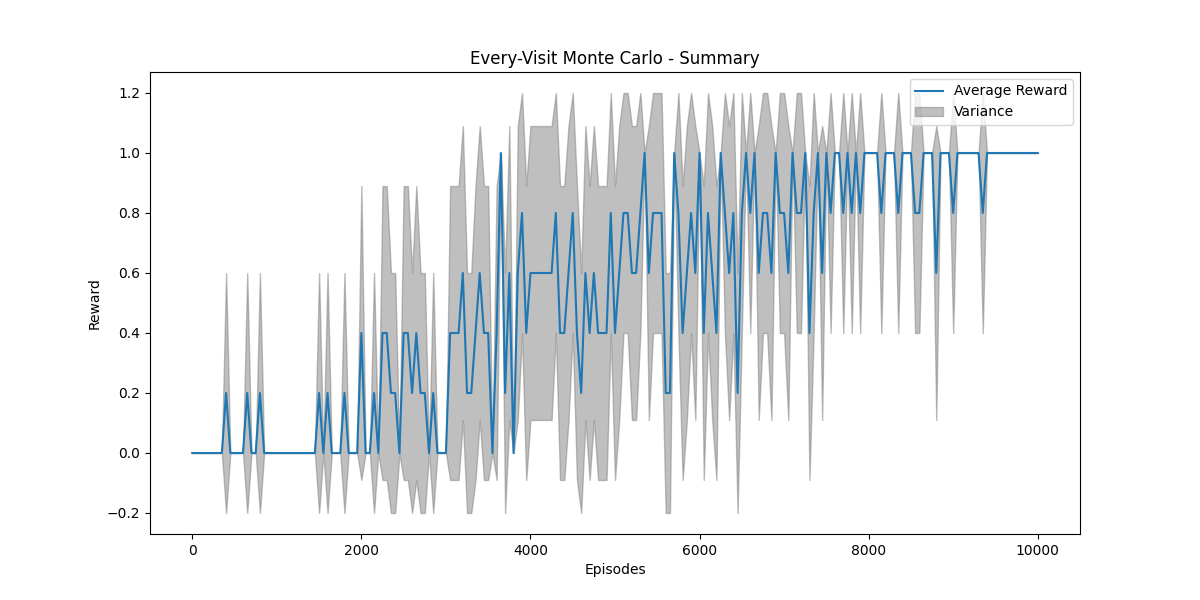 Every-Visit Monte Carlo - Summary
1.2
1.0
0.8
0.6
0.4
0.2
0.0
−0.2
Reward
Average Reward
Variance
0 2000 4000 6000 8000 10000
Episodes